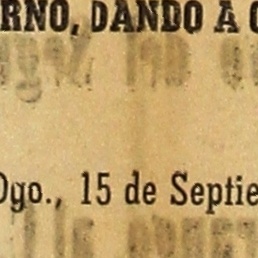 RNO, DANDO A
Dgo., 15 de Septie